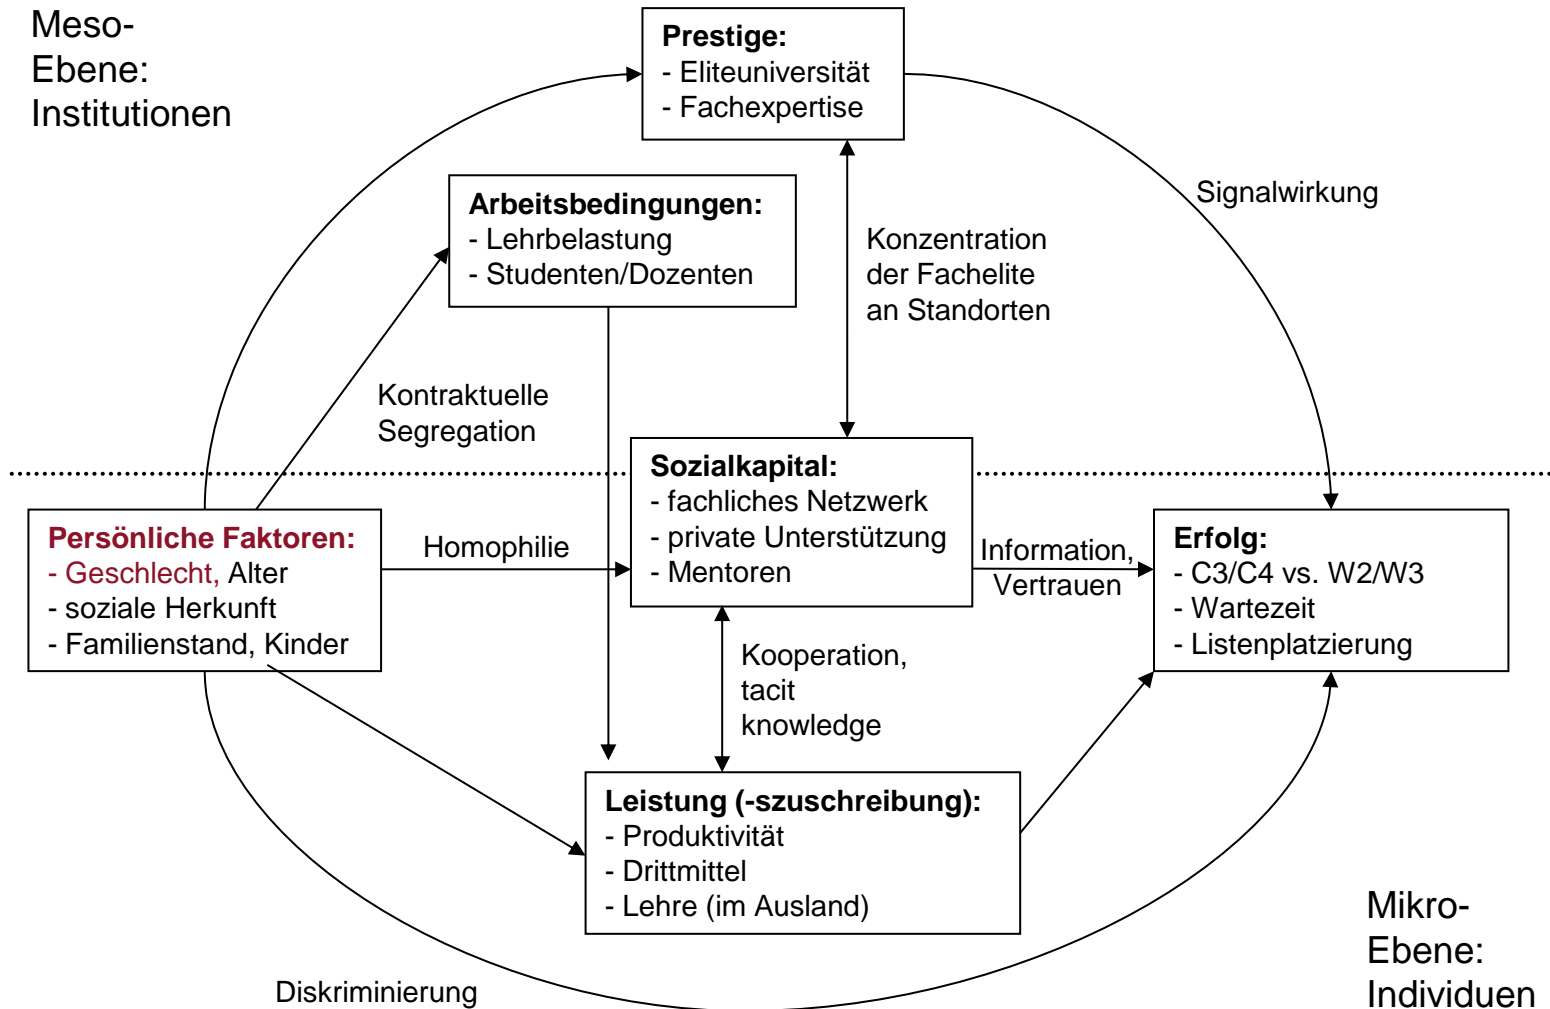 Meso-
Ebene:
Institutionen
Prestige:
- Eliteuniversität
- Fachexpertise
Signalwirkung
Arbeitsbedingungen:
- Lehrbelastung
- Studenten/Dozenten
Konzentration
der Fachelite
an Standorten
Kontraktuelle
Segregation
Persönliche Faktoren:
- Geschlecht, Alter
- soziale Herkunft
- Familienstand, Kinder
Homophilie
Sozialkapital:
- fachliches Netzwerk
- private Unterstützung
- Mentoren
Information,
Vertrauen
Erfolg:
- C3/C4 vs. W2/W3
- Wartezeit
- Listenplatzierung
Kooperation,
tacit
knowledge
Leistung (-szuschreibung):
- Produktivität
- Drittmittel
- Lehre (im Ausland)
Diskriminierung
Mikro-
Ebene:
Individuen